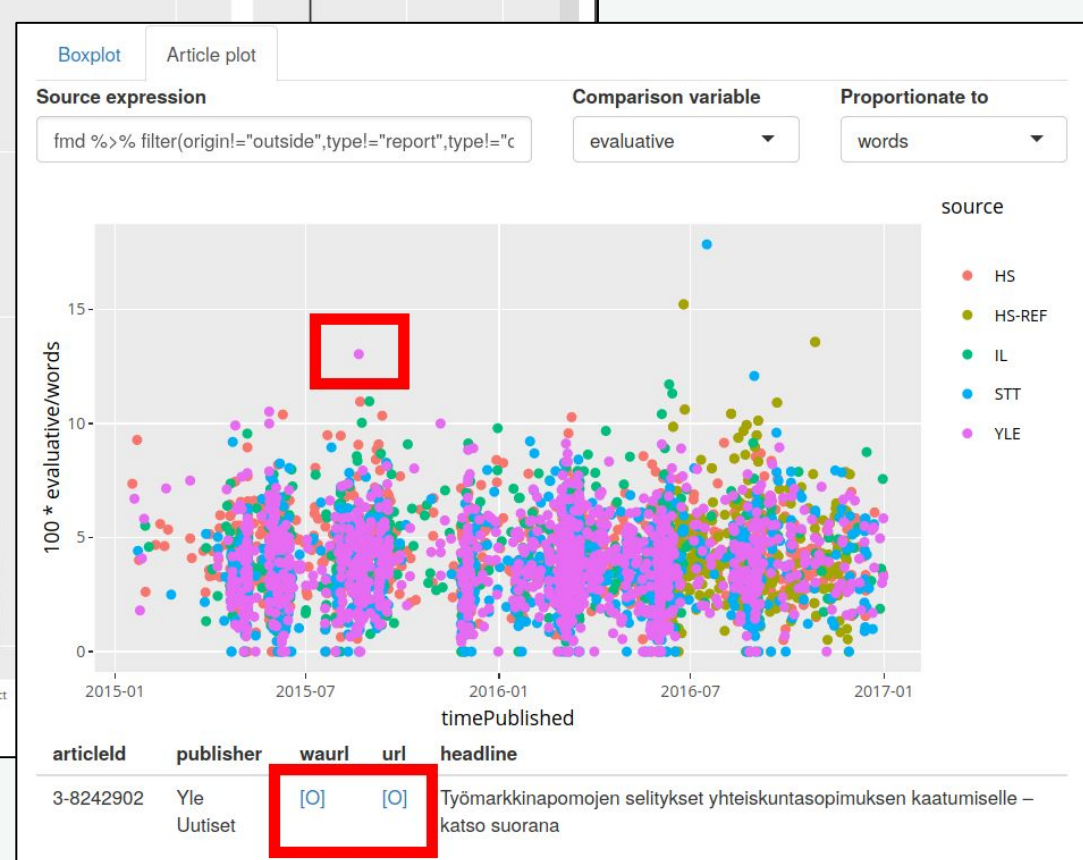 Boxplot Article plot
Source expression Comparison variable Proportionate to
fmd %>% filter(origin!="outside",type!="report",type!="c evaluative words
source
HS
HS-REF
IL
STT
YLE
100 * evaluative/words
15
10
5
0
2015-01 2015-07 2016-01 2016-07 2017-01
timePublished
articleId publisher waurl url headline
3-8242902 Yle [O] [O] Työmarkkinapomojen selitykset yhteiskuntasopimuksen kaatumiselle –
Uutiset katso suorana